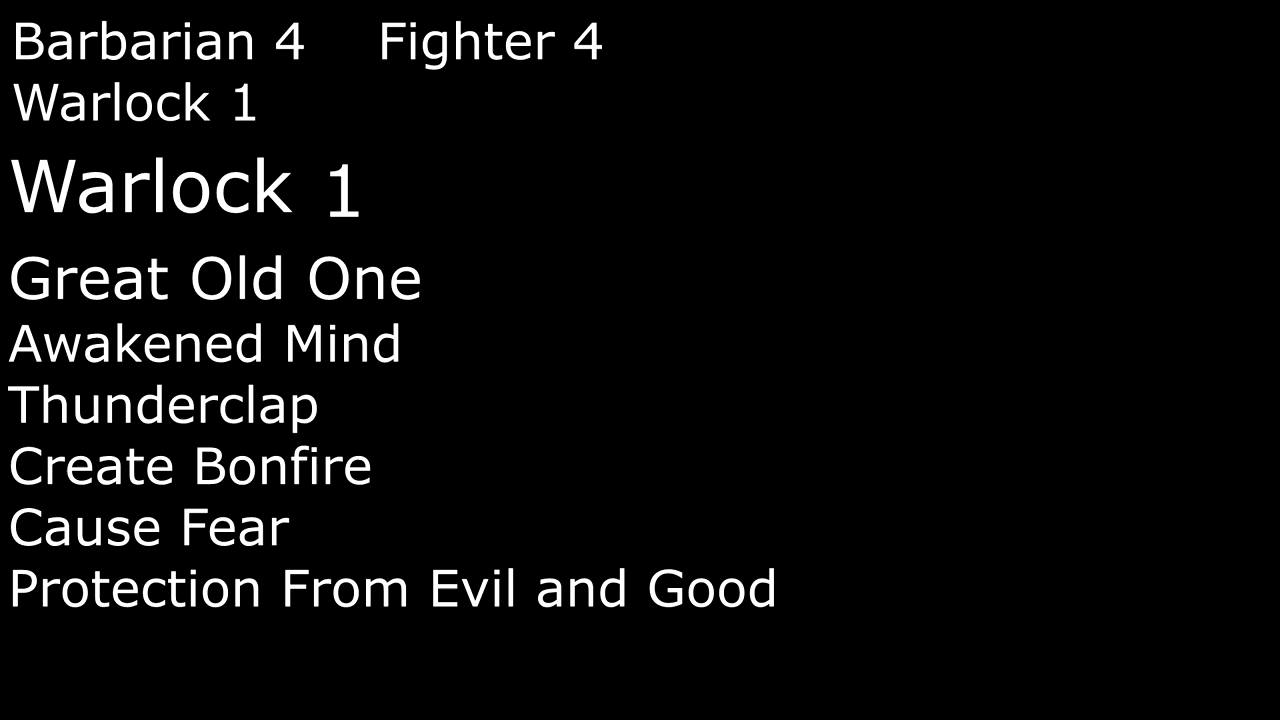 Barbarian 4 Fighter 4
Warlock 1
Warlock 1
Great Old One
Awakened Mind
Thunderclap
Create Bonfire
Cause Fear
Protection From Evil and Good